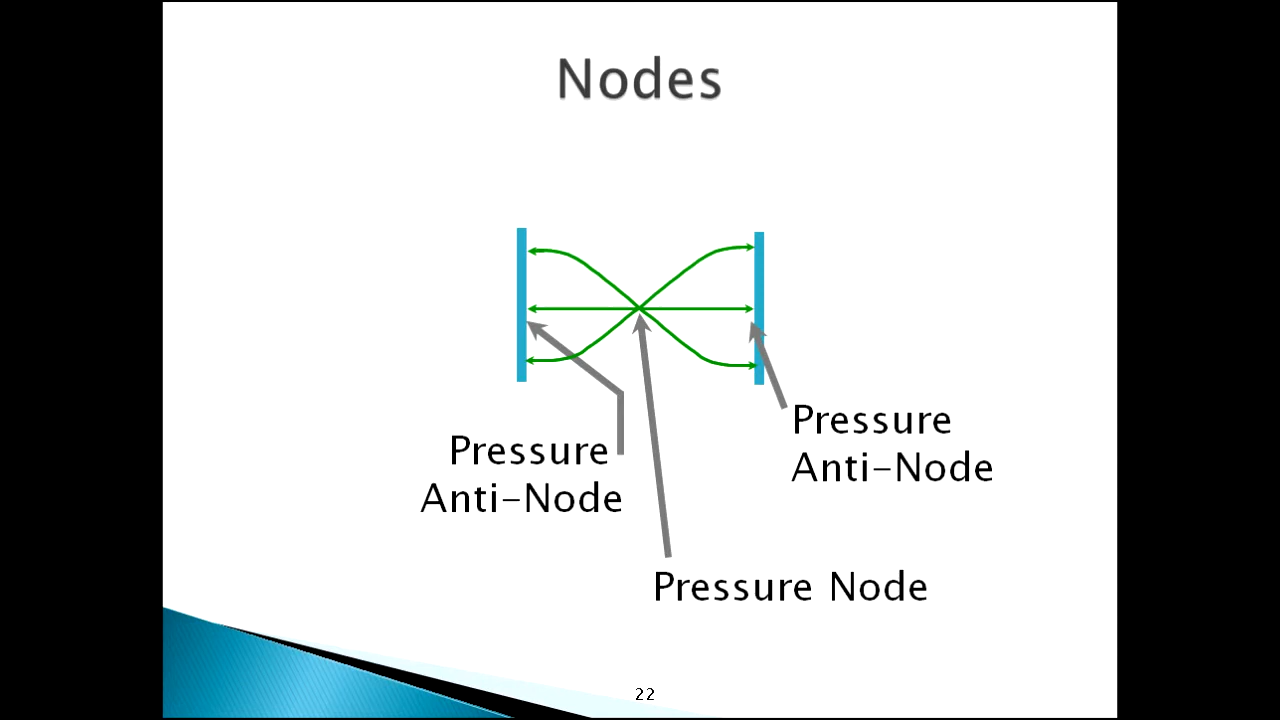 Nodes
Pressure
Anti-Node
Pressure
Anti-Node
Pressure Node
22